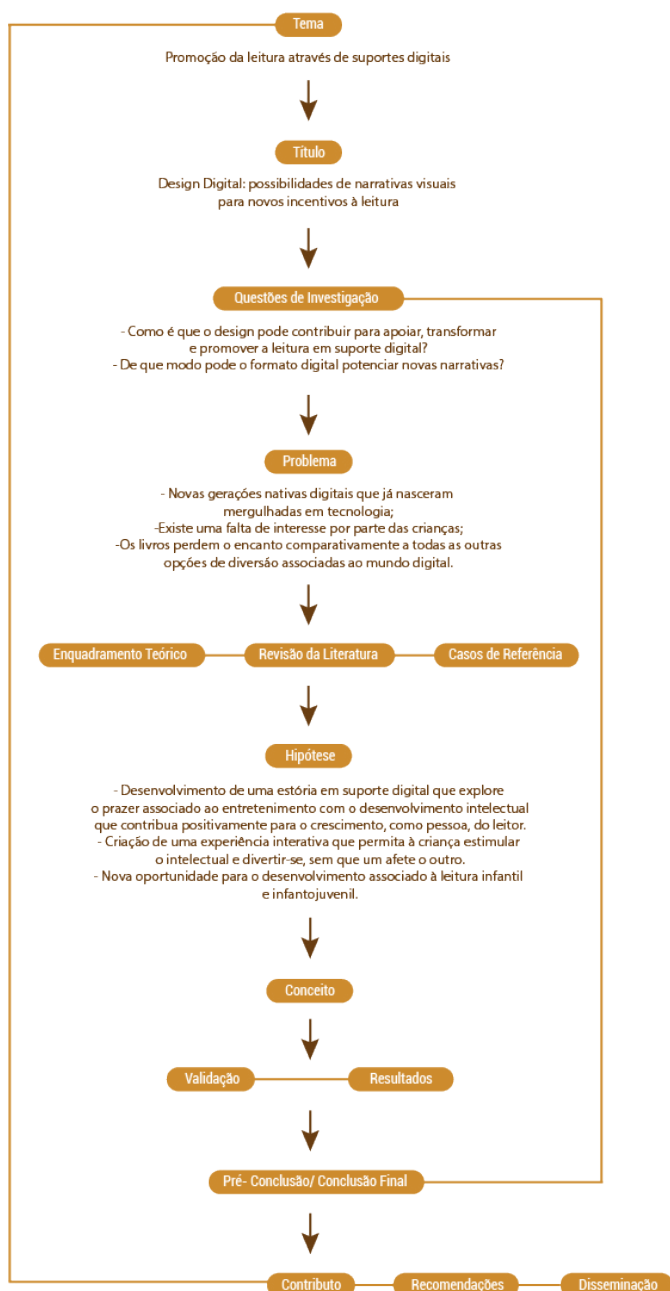 Tema
Promoção da leitura através de suportes digitais
Título
Design Digital: possibilidades de narrativas visuais
para novos incentivos à leitura
Questões de Investigação
- Como é que o design pode contribuir para apoiar, transformar
e promover a leitura em suporte digital?
- De que modo pode o formato digital potenciar novas narrativas?
Problema
- Novas gerações nativas digitais que já nasceram
mergulhadas em tecnologia;
-Existe uma falta de interesse por parte das crianças;
-Os livros perdem o encanto comparativamente a todas as outras
opções de diversão associadas ao mundo digital.
Enquadramento Teórico Revisão da Literatura Casos de Referência
Hipótese
- Desenvolvimento de uma estória em suporte digital que explore
o prazer associado ao entretenimento com o desenvolvimento intelectual
que contribua positivamente para o crescimento, como pessoa, do leitor.
- Criação de uma experiência interativa que permita à criança estimular
o intelectual e divertir-se, sem que um afete o outro.
- Nova oportunidade para o desenvolvimento associado à leitura infantil
e infantojuvenil.
Conceito
Validação Resultados
Pré- Conclusão/ Conclusão Final
Contributo Recomendações Disseminação